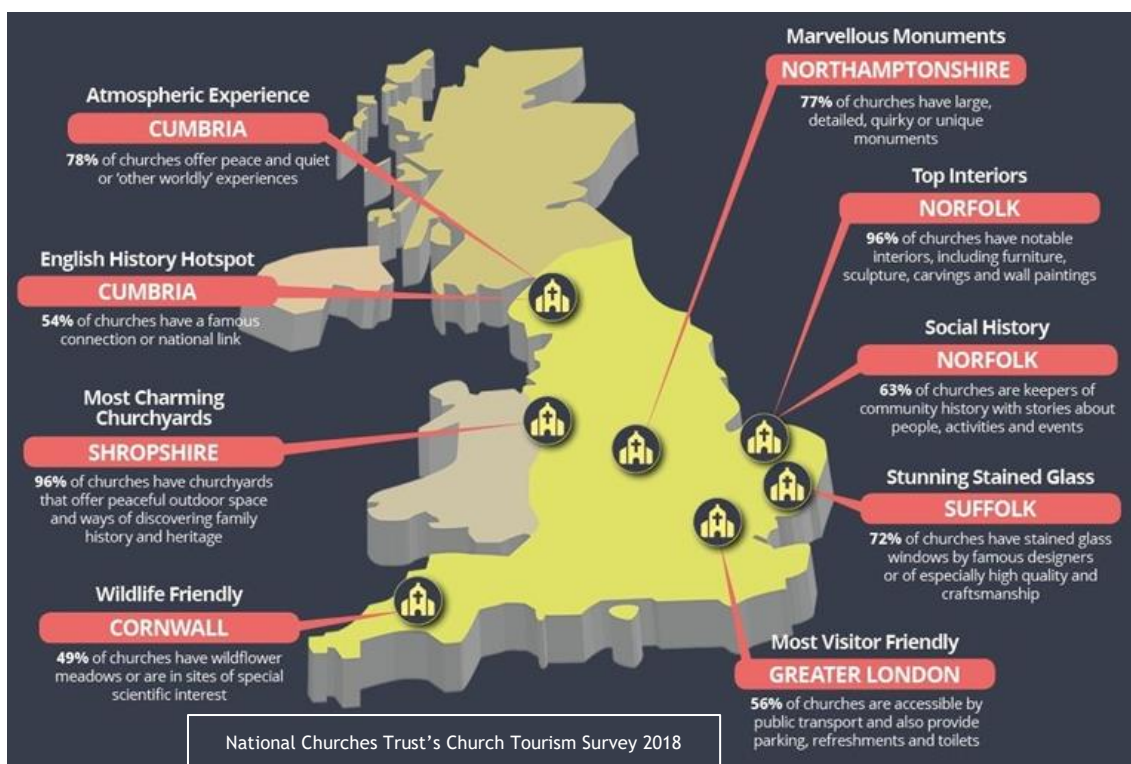 Atmospheric Experience
CUMBRIA
78% of churches offer peace and quiet
or ‘other worldly’ experiences
English History Hotspot
CUMBRIA
54% of churches have a famous
connection or national link
Most Charming
Churchyards
SHROPSHIRE
96% of churches have churchyards
that offer peaceful outdoor space
and ways of discovering family
history and heritage
Wildlife Friendly
CORNWALL
49% of churches have wildflower
meadows or are in sites of special
scientific interest
Marvellous Monuments
NORTHAMPTONSHIRE
77% of churches have large,
detailed, quirky or unique
monuments
Top Interiors
NORFOLK
96% of churches have notable
interiors, including furniture,
sculpture, carvings and wall paintings
Social History
NORFOLK
63% of churches are keepers of
community history with stories about
people, activities and events
Stunning Stained Glass
SUFFOLK
72% of churches have stained glass
windows by famous designers
or of especially high quality and
craftsmanship
Most Visitor Friendly
GREATER LONDON
56% of churches are accessible by
public transport and also provide
parking, refreshments and toilets
National Churches Trust’s Church Tourism Survey 2018